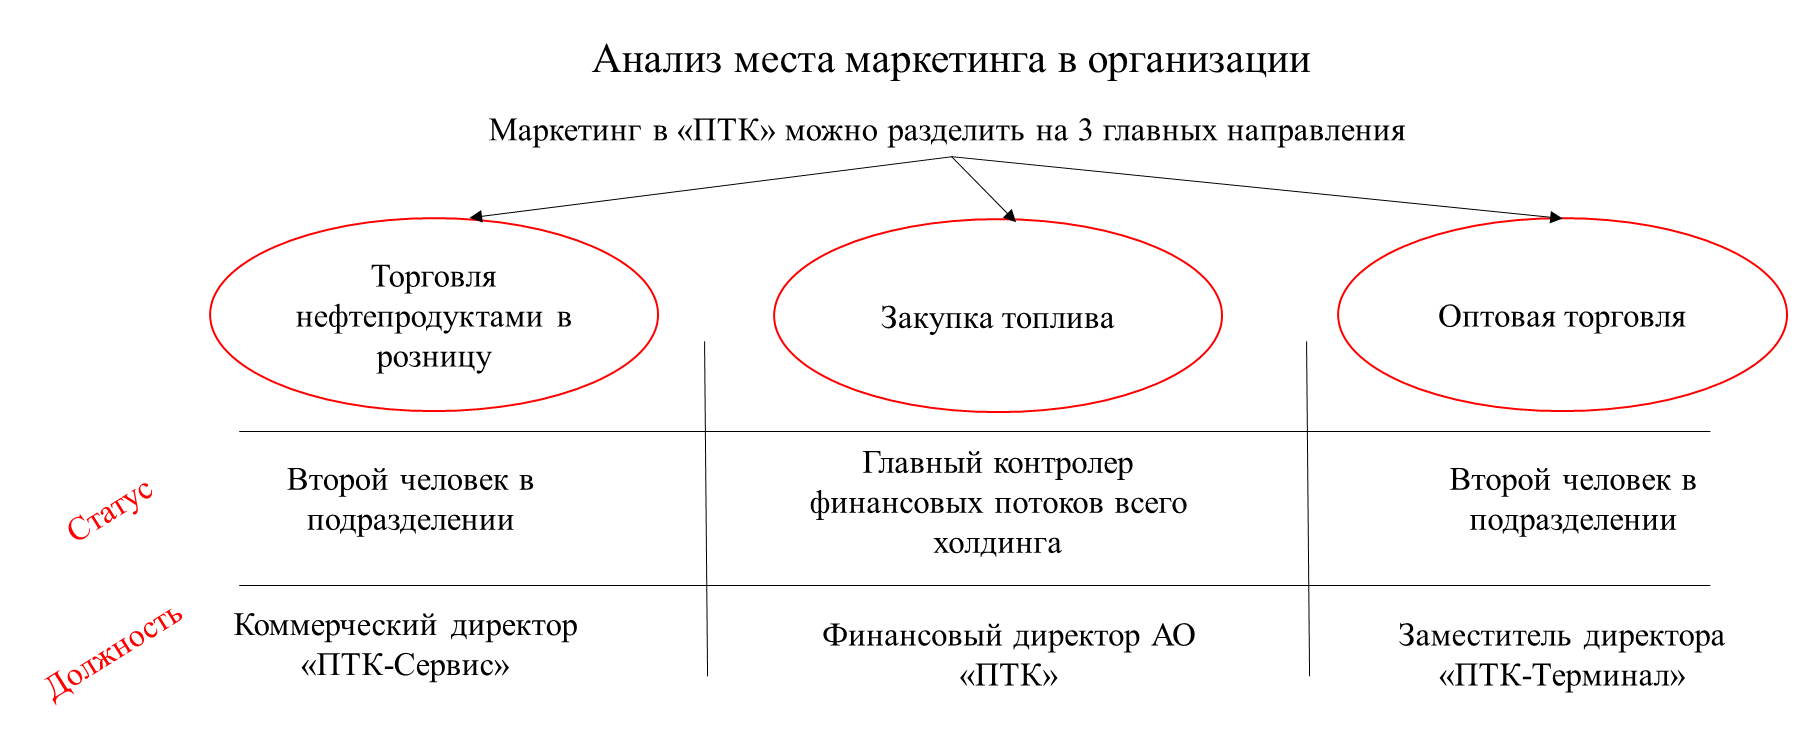 Анализ места маркетинга в организации
Маркетинг в «ПТК» можно разделить на 3 главных направления
Торговля
нефтепродуктами в
розницу
Закупка топлива
Оптовая торговля
Статус
Второй человек в
подразделении
Главный контролер
финансовых потоков всего
холдинга
Второй человек в
подразделении
Должность
Коммерческий директор
«ПТК-Сервис»
Финансовый директор АО
«ПТК»
Заместитель директора
«ПТК-Терминал»